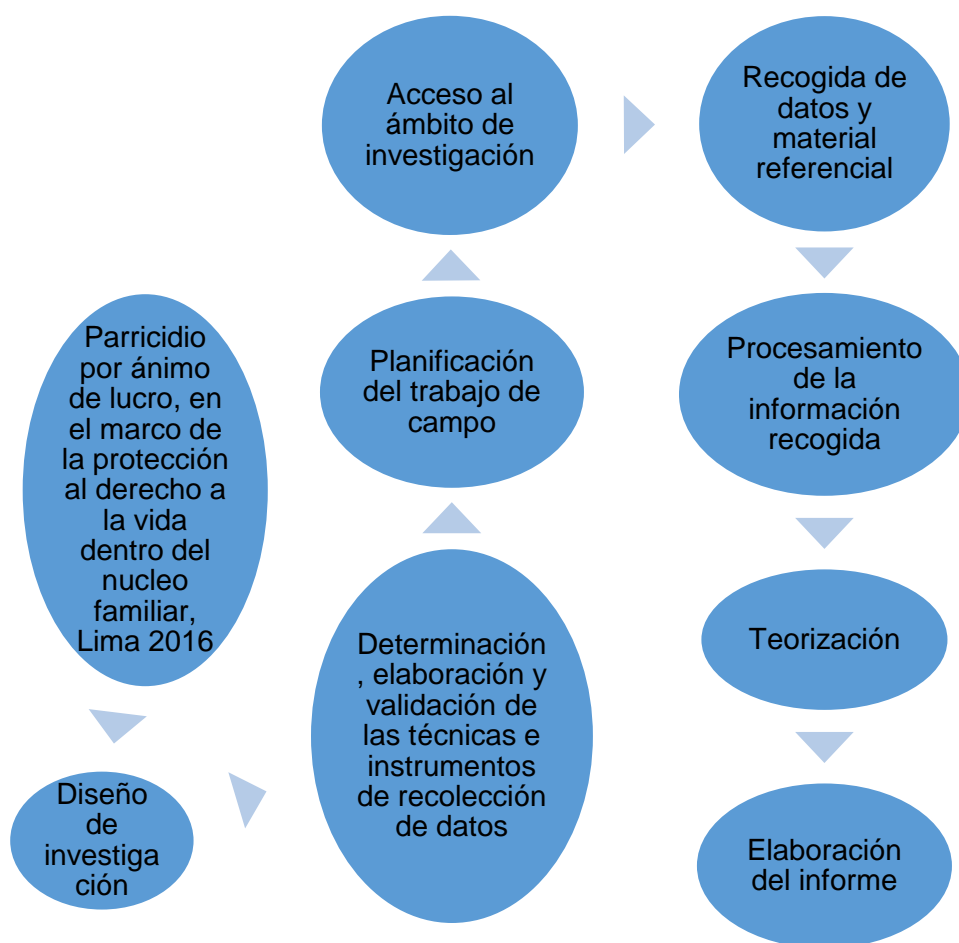 Parricidio
por ánimo
de lucro, en
el marco de
la protección
al derecho a
la vida
dentro del
nucleo
familiar,
Lima 2016
Diseño
de
investiga
ción
Determinación
, elaboración y
validación de
las técnicas e
instrumentos
de recolección
de datos
Planificación
del trabajo de
campo
Acceso al
ámbito de
investigación
Recogida de
datos y
material
referencial
Procesamiento
de la
información
recogida
Teorización
Elaboración
del informe